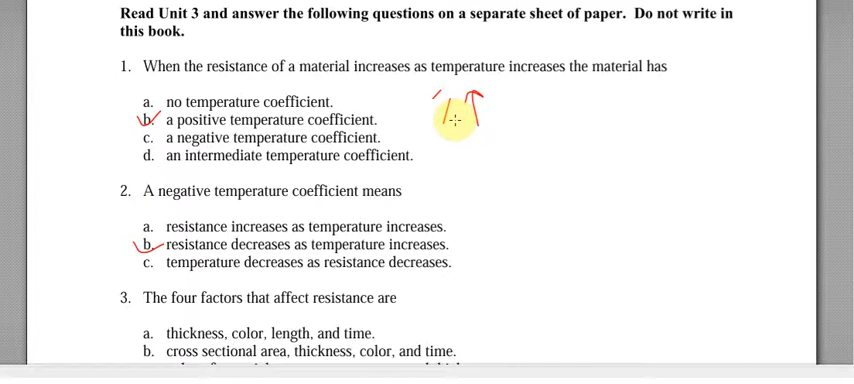 Read Unit 3 and answer the following questions on a separate sheet of paper. Do not write in
this book.
1. When the resistance of a material increases as temperature increases the material has
a. no temperature coefficient.
b. a positive temperature coefficient.
c. a negative temperature coefficient.
d. an intermediate temperature coefficient.
2. A negative temperature coefficient means
a. resistance increases as temperature increases.
b. resistance decreases as temperature increases.
c. temperature decreases as resistance decreases.
3. The four factors that affect resistance are
a. thickness, color, length, and time.
b. cross sectional area, thickness, color, and time.